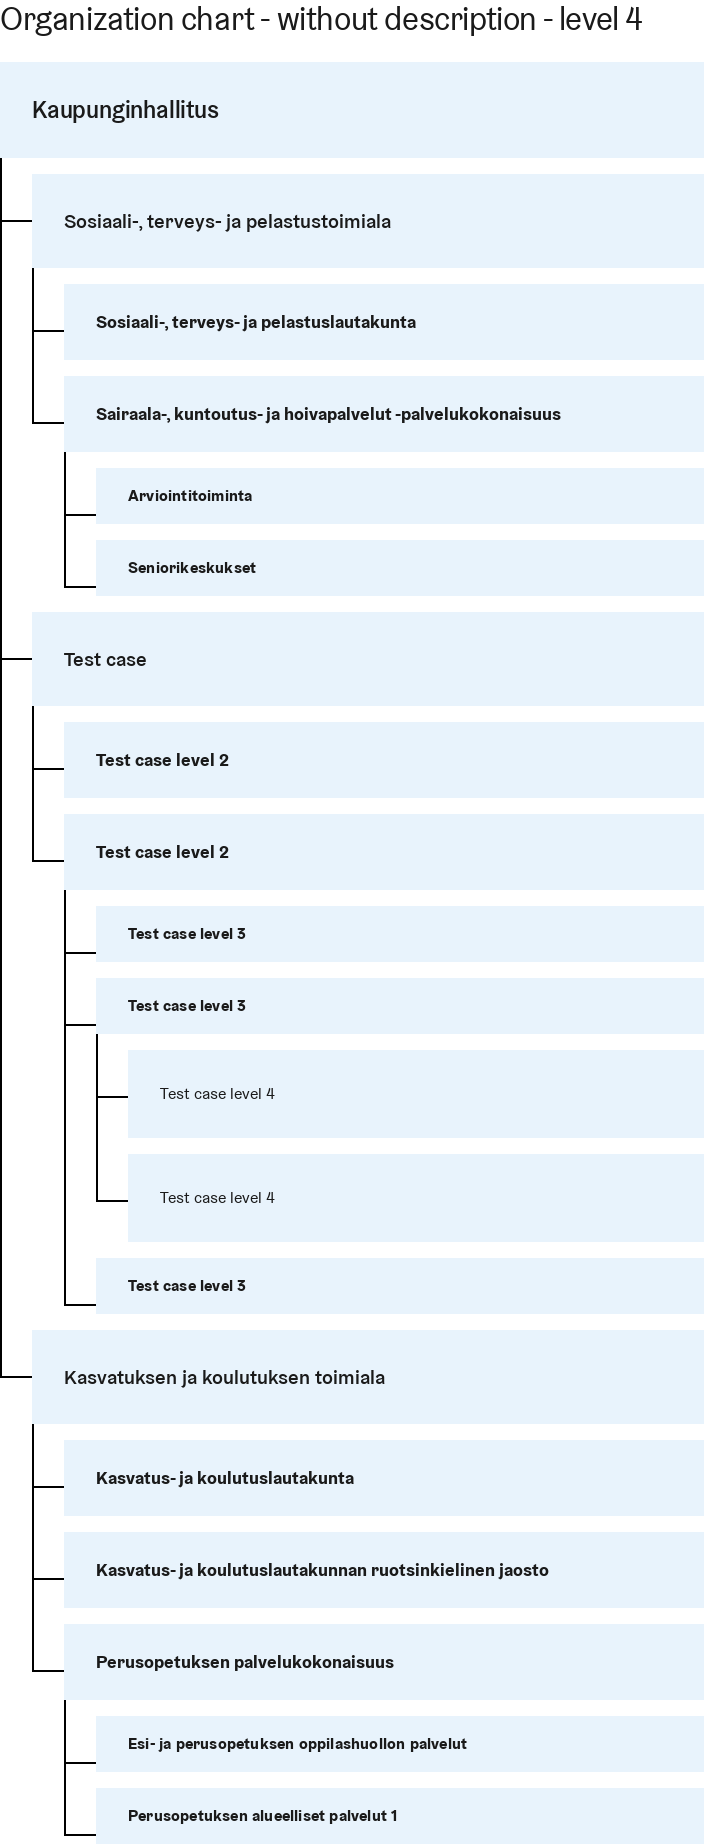 Organization chart - without description - level 4
Kaupunginhallitus
Sosiaali-, terveys- ja pelastustoimiala
Sosiaali-, terveys- ja pelastuslautakunta
Sairaala-, kuntoutus- ja hoivapalvelut -palvelukokonaisuus
Arviointitoiminta
Seniorikeskukset
Test case
Test case level 2
Test case level 2
Test case level 3
Test case level 3
Test case level 4
Test case level 4
Test case level 3
Kasvatuksen ja koulutuksen toimiala
Kasvatus- ja koulutuslautakunta
Kasvatus- ja koulutuslautakunnan ruotsinkielinen jaosto
Perusopetuksen palvelukokonaisuus
Esi- ja perusopetuksen oppilashuollon palvelut
Perusopetuksen alueelliset palvelut 1